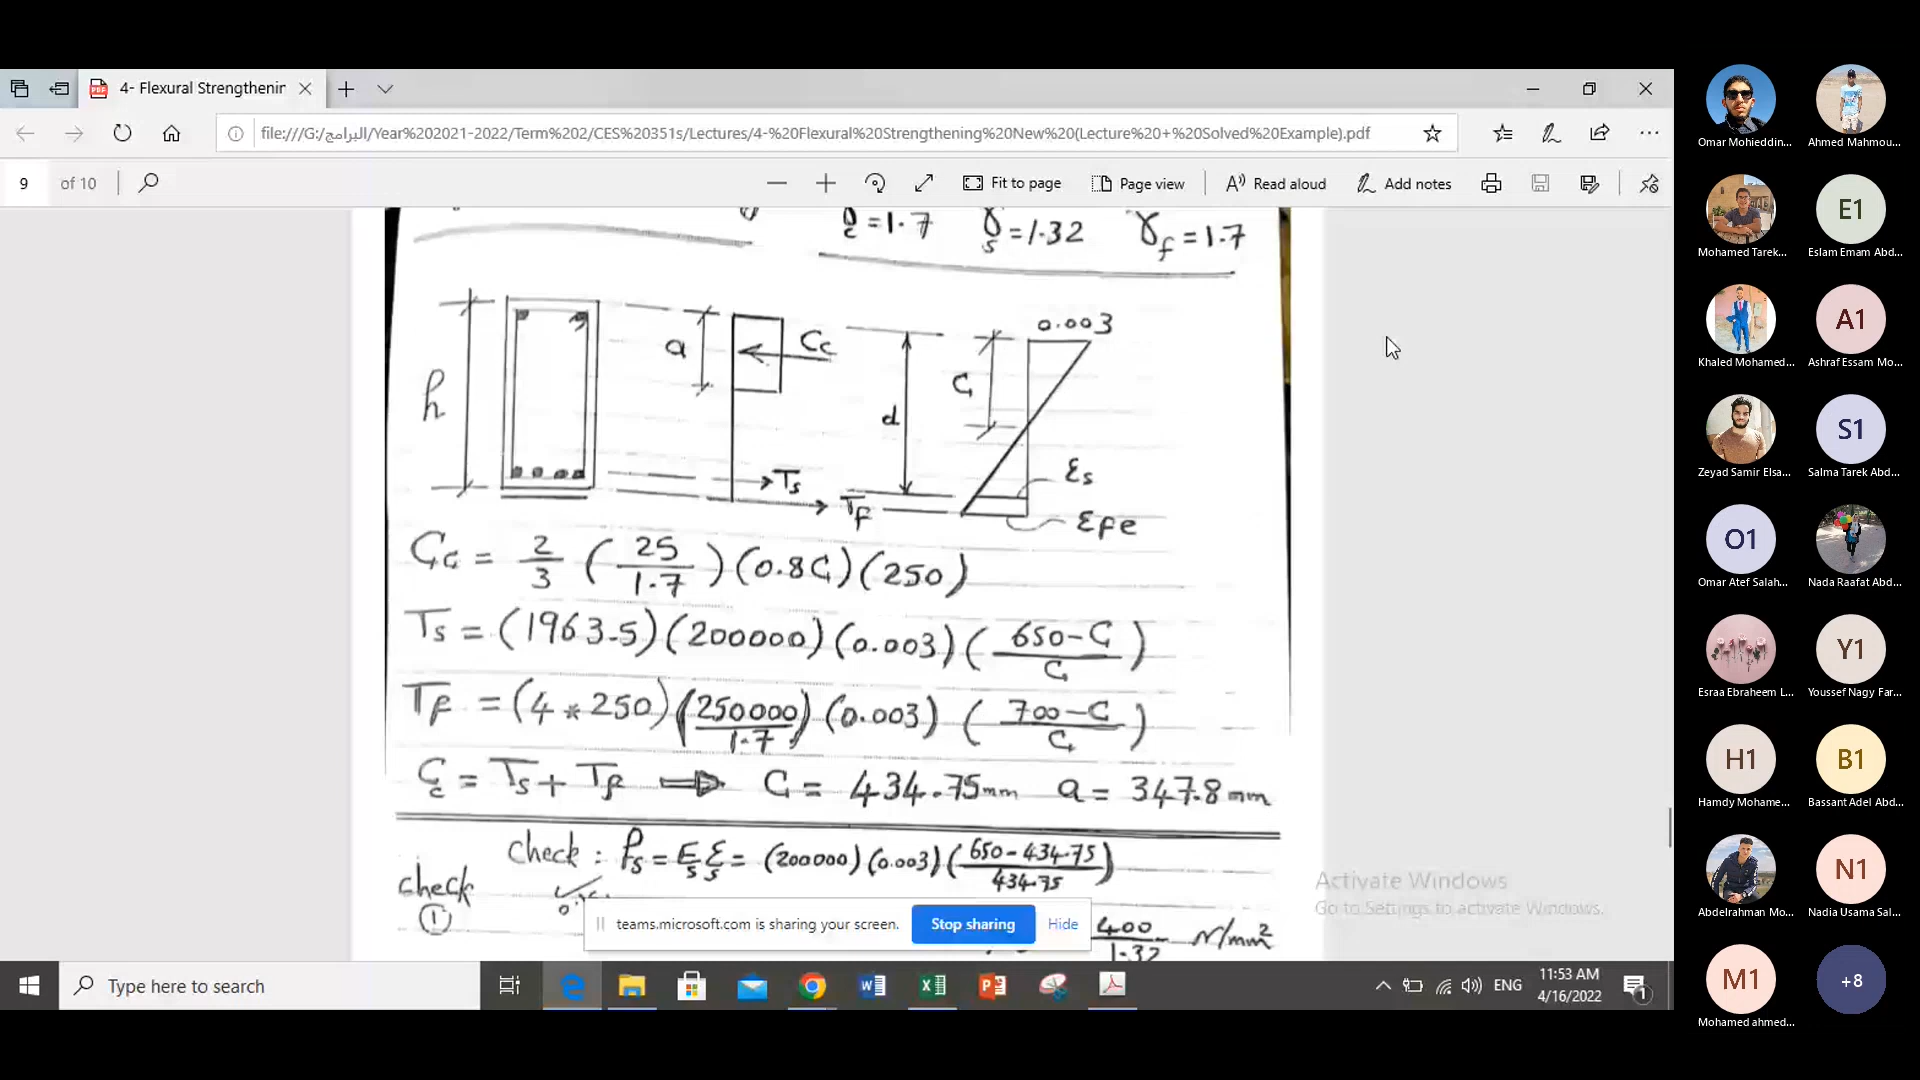 4- Flexural Strengthenin
file:///G:/البرامج/Year%202021-2022/Term%202/CES%20351s/Lectures/4-%20Flexural%20Strengthening%20New%20(Lecture%20+%20Solved%20Example).pdf
9 of 10 Fit to page Page view Read aloud Add notes
γc = 1.7 γs = 1.32 γf = 1.7
h a Cc d C 0.003
Ts Tf εs εfe
Cc = 2/3 (25/1.7)(0.8C)(250)
Ts = (1963.5)(200000)(0.003)(650-C/C)
Tf = (4*250)(250000/1.7)(0.003)(700-C/C)
Cc = Ts + Tf ⇒ C = 434.75mm a = 347.8mm
check: fs = Es εs = (200000)(0.003)(650-434.75/434.75)
check
①
400/1.32 N/mm²
teams.microsoft.com is sharing your screen. Stop sharing Hide
Activate Windows
Go to Settings to activate Windows.
Type here to search
ENG
11:53 AM
4/16/2022
1
Omar Mohieddin...
Ahmed Mahmou...
Mohamed Tarek...
E1
Eslam Emam Abd...
Khaled Mohamed...
A1
Ashraf Essam Mo...
Zeyad Samir Elsa...
S1
Salma Tarek Abd...
O1
Omar Atef Salah...
Nada Raafat Abd...
Esraa Ebraheem L...
Y1
Youssef Nagy Far...
H1
Hamdy Mohame...
B1
Bassant Adel Abd...
Abdelrahman Mo...
N1
Nadia Usama Sal...
M1
Mohamed ahmed...
+8